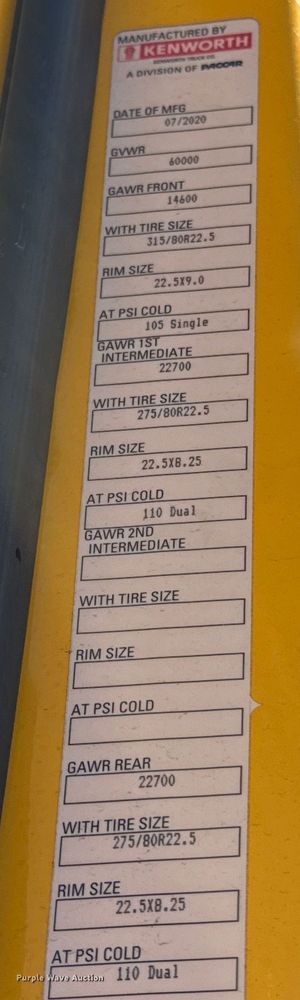 MANUFACTURED BY
KENWORTH
KENWORTH TRUCK CO.
A DIVISION OF PACCAR
DATE OF MFG
07/2020
GVWR
60000
GAWR FRONT
14600
WITH TIRE SIZE
315/80R22.5
RIM SIZE
22.5X9.0
AT PSI COLD
105 Single
GAWR 1ST
INTERMEDIATE
22700
WITH TIRE SIZE
275/80R22.5
RIM SIZE
22.5X8.25
AT PSI COLD
110 Dual
GAWR 2ND
INTERMEDIATE
WITH TIRE SIZE
RIM SIZE
AT PSI COLD
GAWR REAR
22700
WITH TIRE SIZE
275/80R22.5
RIM SIZE
22.5X8.25
AT PSI COLD
110 Dual
Purple Wave Auction